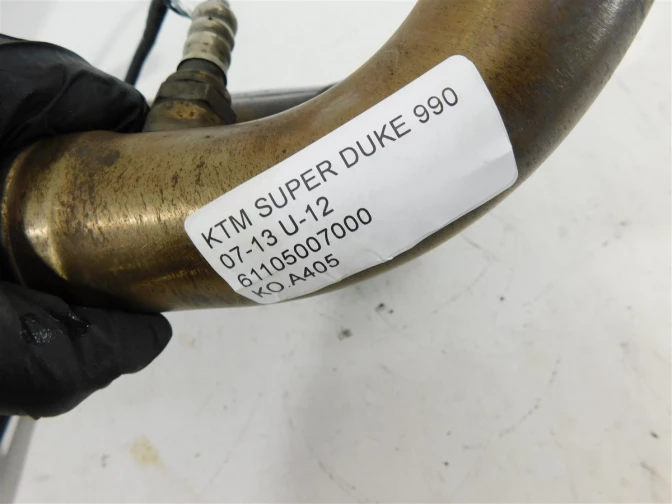 KTM SUPER DUKE 990
07-13 U-12
61105007000
KO.A405